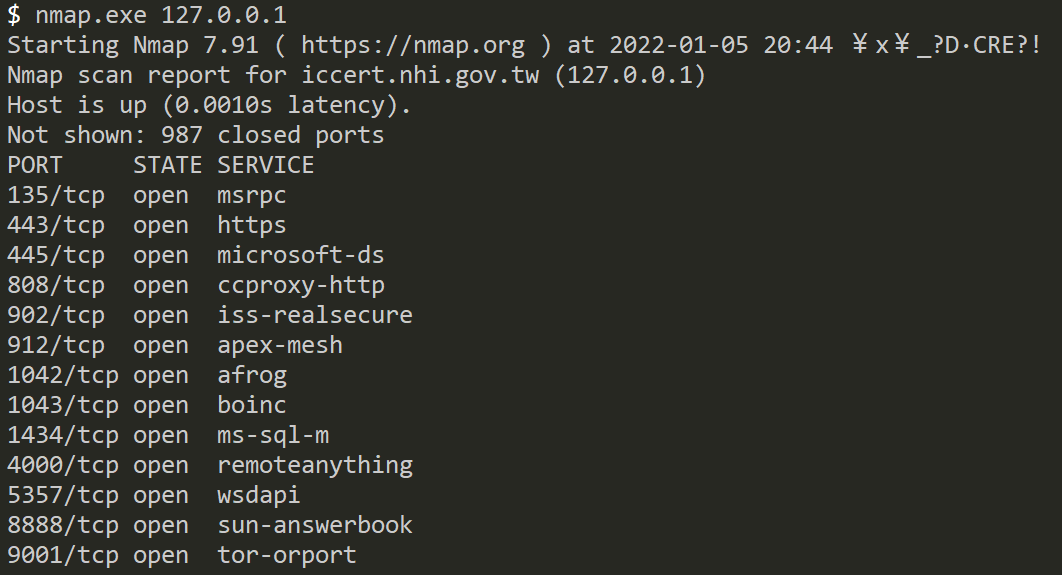 $ nmap.exe 127.0.0.1
Starting Nmap 7.91 ( https://nmap.org ) at 2022-01-05 20:44 ¥x¥_?D·CRE?!
Nmap scan report for iccert.nhi.gov.tw (127.0.0.1)
Host is up (0.0010s latency).
Not shown: 987 closed ports
PORT     STATE SERVICE
135/tcp  open  msrpc
443/tcp  open  https
445/tcp  open  microsoft-ds
808/tcp  open  ccproxy-http
902/tcp  open  iss-realsecure
912/tcp  open  apex-mesh
1042/tcp open  afrog
1043/tcp open  boinc
1434/tcp open  ms-sql-m
4000/tcp open  remoteanything
5357/tcp open  wsdapi
8888/tcp open  sun-answerbook
9001/tcp open  tor-orport